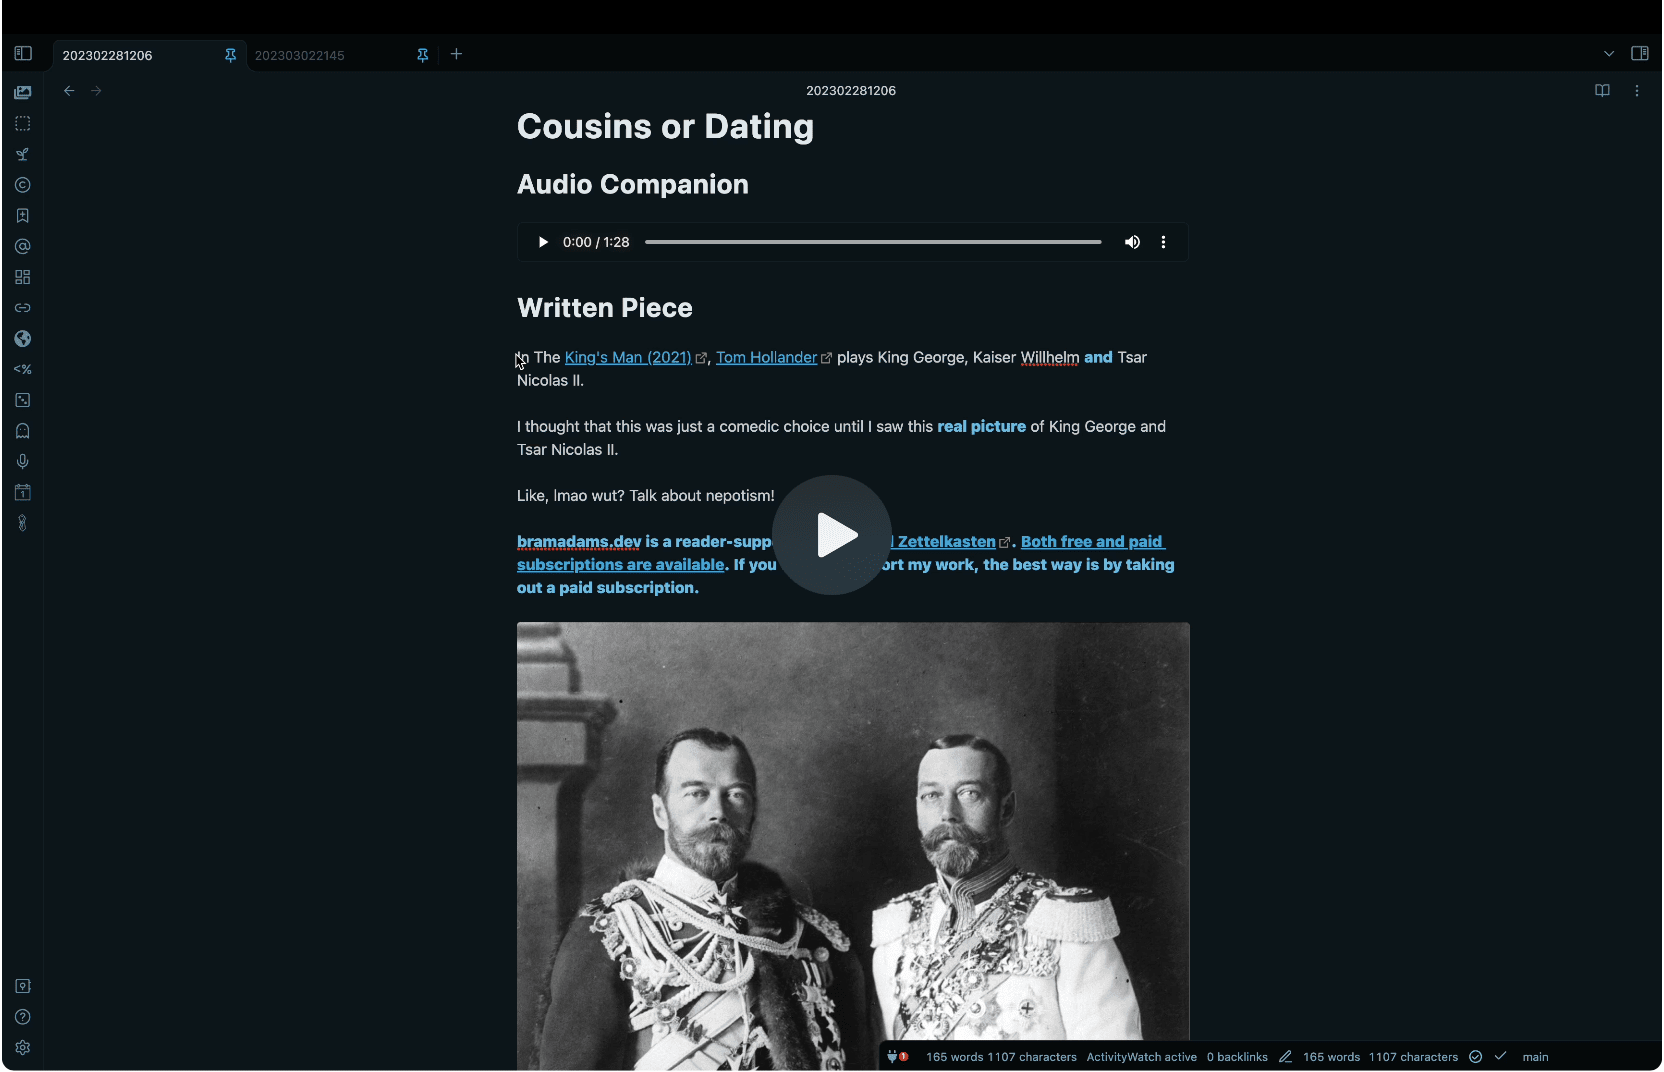 202302281206
202303022145
202302281206
Cousins or Dating
Audio Companion
0:00 / 1:28
Written Piece
In The King's Man (2021), Tom Hollander plays King George, Kaiser Willhelm and Tsar
Nicolas II.
I thought that this was just a comedic choice until I saw this real picture of King George and
Tsar Nicolas II.
Like, lmao wut? Talk about nepotism!
bramadams.dev is a reader-supp Zettelkasten. Both free and paid
subscriptions are available. If you ort my work, the best way is by taking
out a paid subscription.
<%
1
1 165 words 1107 characters ActivityWatch active 0 backlinks 165 words 1107 characters main